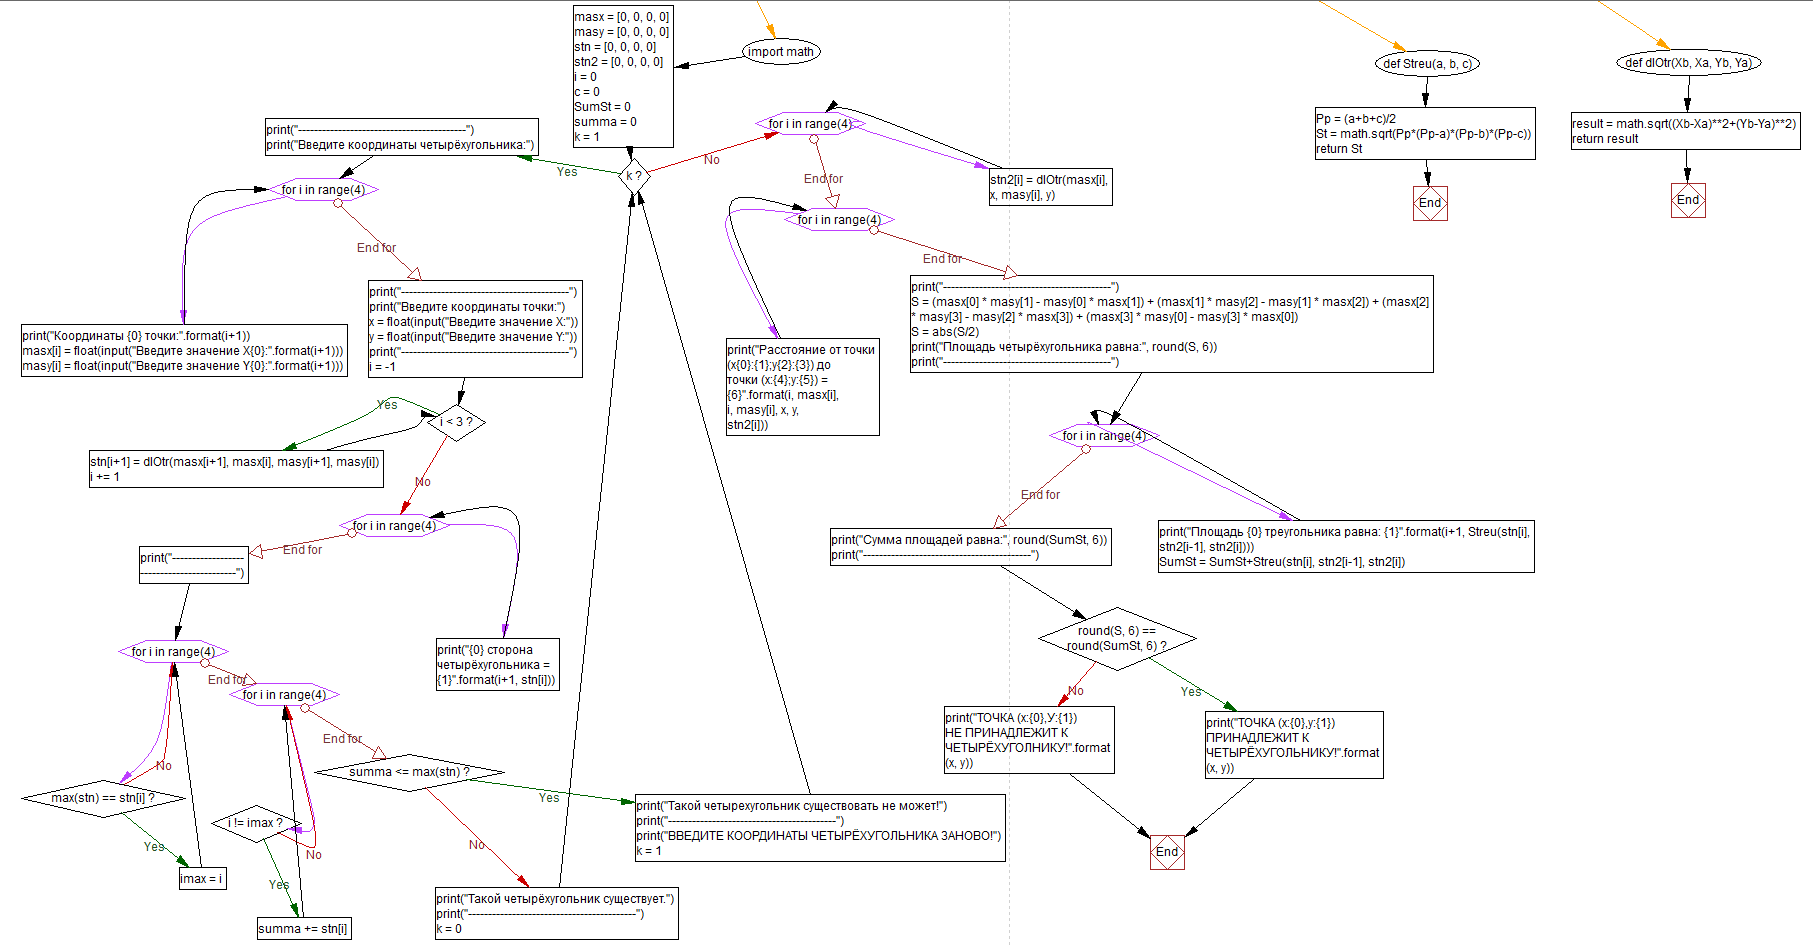 import math
masx = [0, 0, 0, 0]
masy = [0, 0, 0, 0]
stn = [0, 0, 0, 0]
stn2 = [0, 0, 0, 0]
i = 0
c = 0
SumSt = 0
summa = 0
k = 1
k ?
Yes
No
print("------------------------------------------")
print("Введите координаты четырёхугольника:")
for i in range(4)
End for
print("Координаты {0} точки:".format(i+1))
masx[i] = float(input("Введите значение X{0}:".format(i+1)))
masy[i] = float(input("Введите значение Y{0}:".format(i+1)))
print("------------------------------------------")
print("Введите координаты точки:")
x = float(input("Введите значение X:"))
y = float(input("Введите значение Y:"))
print("------------------------------------------")
i = -1
i < 3 ?
Yes
No
stn[i+1] = dlOtr(masx[i+1], masx[i], masy[i+1], masy[i])
i += 1
for i in range(4)
End for
print("{0} сторона
четырёхугольника =
{1}".format(i+1, stn[i]))
print("------------------
------------------------")
for i in range(4)
End for
max(stn) == stn[i] ?
No
Yes
imax = i
for i in range(4)
End for
i != imax ?
No
Yes
summa += stn[i]
summa <= max(stn) ?
Yes
No
print("Такой четырехугольник существовать не может!")
print("------------------------------------------")
print("ВВЕДИТЕ КООРДИНАТЫ ЧЕТЫРЁХУГОЛЬНИКА ЗАНОВО!")
k = 1
print("Такой четырёхугольник существует.")
print("------------------------------------------")
k = 0
for i in range(4)
End for
stn2[i] = dlOtr(masx[i],
x, masy[i], y)
for i in range(4)
End for
print("Расстояние от точки
(x{0}:{1};y{2}:{3}) до
точки (x:{4};y:{5}) =
{6}".format(i, masx[i],
i, masy[i], x, y,
stn2[i]))
print("------------------------------------------")
S = (masx[0] * masy[1] - masy[0] * masx[1]) + (masx[1] * masy[2] - masy[1] * masx[2]) + (masx[2]
* masy[3] - masy[2] * masx[3]) + (masx[3] * masy[0] - masy[3] * masx[0])
S = abs(S/2)
print("Площадь четырёхугольника равна:", round(S, 6))
print("------------------------------------------")
for i in range(4)
End for
print("Площадь {0} треугольника равна: {1}".format(i+1, Streu(stn[i],
stn2[i-1], stn2[i])))
SumSt = SumSt+Streu(stn[i], stn2[i-1], stn2[i])
print("Сумма площадей равна:", round(SumSt, 6))
print("------------------------------------------")
round(S, 6) ==
round(SumSt, 6) ?
No
Yes
print("ТОЧКА (x:{0},У:{1})
НЕ ПРИНАДЛЕЖИТ К
ЧЕТЫРЁХУГОЛНИКУ!".format
(x, y))
print("ТОЧКА (x:{0},y:{1})
ПРИНАДЛЕЖИТ К
ЧЕТЫРЁХУГОЛЬНИКУ!".format
(x, y))
End
def Streu(a, b, c)
Pp = (a+b+c)/2
St = math.sqrt(Pp*(Pp-a)*(Pp-b)*(Pp-c))
return St
End
def dlOtr(Xb, Xa, Yb, Ya)
result = math.sqrt((Xb-Xa)**2+(Yb-Ya)**2)
return result
End